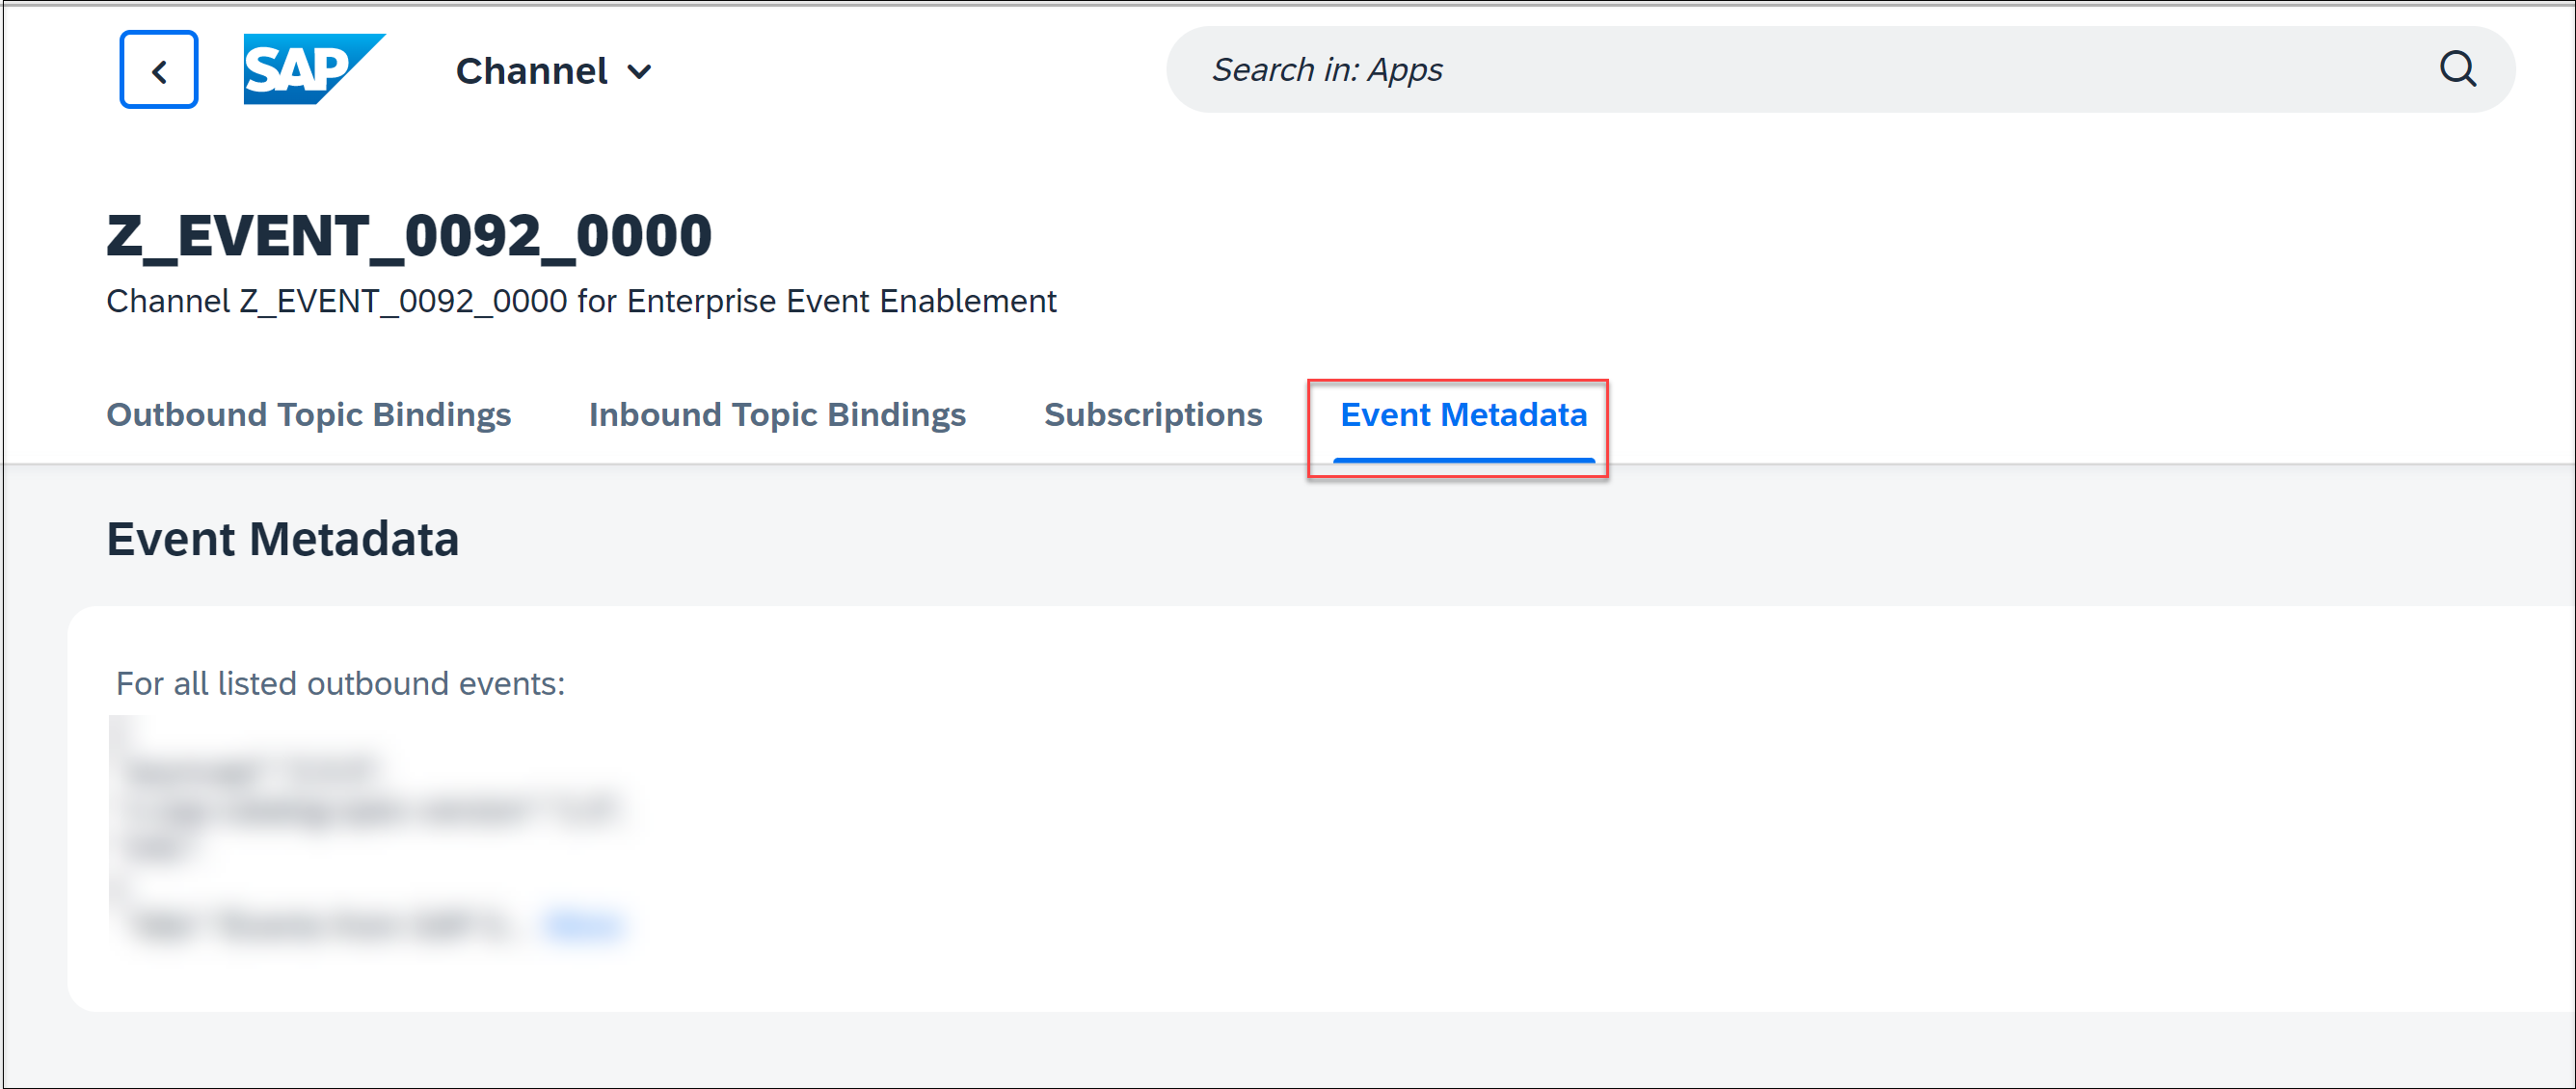 SAP Channel
Search in: Apps
Z_EVENT_0092_0000
Channel Z_EVENT_0092_0000 for Enterprise Event Enablement
Outbound Topic Bindings Inbound Topic Bindings Subscriptions Event Metadata
Event Metadata
For all listed outbound events: